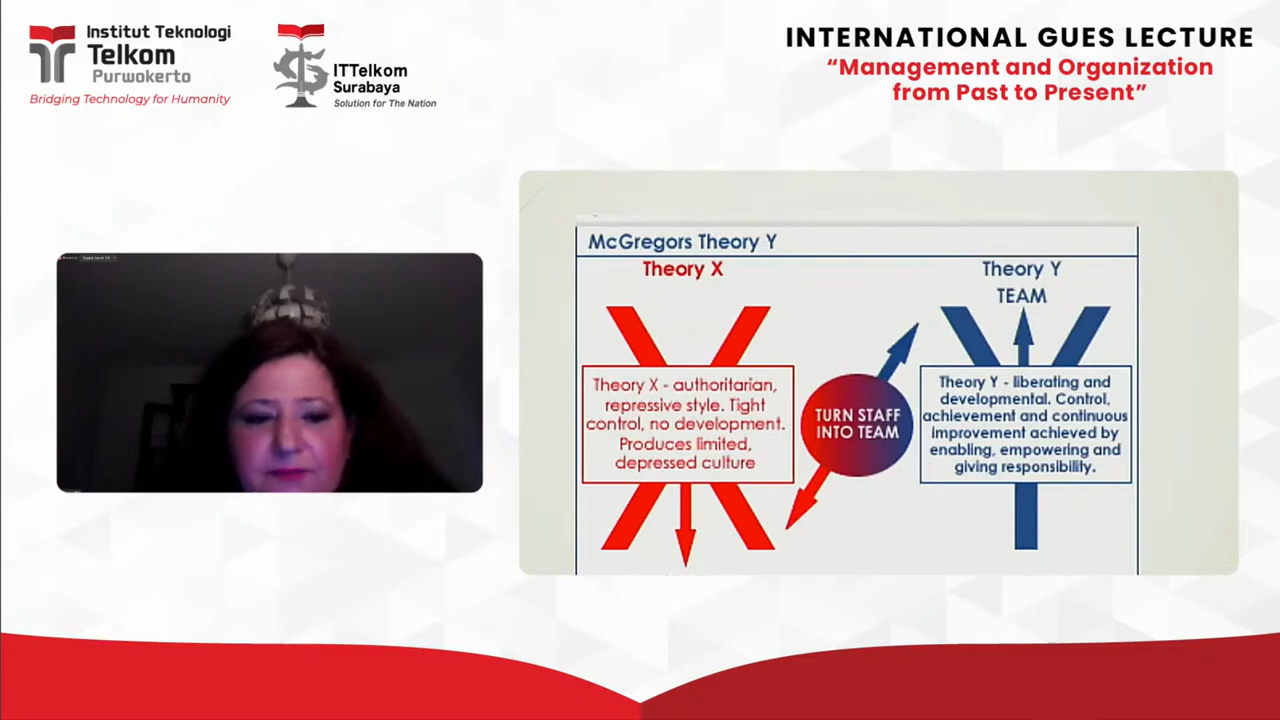 Institut Teknologi
Telkom
Purwokerto
Bridging Technology for Humanity
ITTelkom
Surabaya
Solution for The Nation
INTERNATIONAL GUES LECTURE
“Management and Organization
from Past to Present”
McGregors Theory Y
Theory X
Theory X - authoritarian,
repressive style. Tight
control, no development.
Produces limited,
depressed culture
TURN STAFF
INTO TEAM
Theory Y
TEAM
Theory Y - liberating and
developmental. Control,
achievement and continuous
improvement achieved by
enabling, empowering and
giving responsibility.